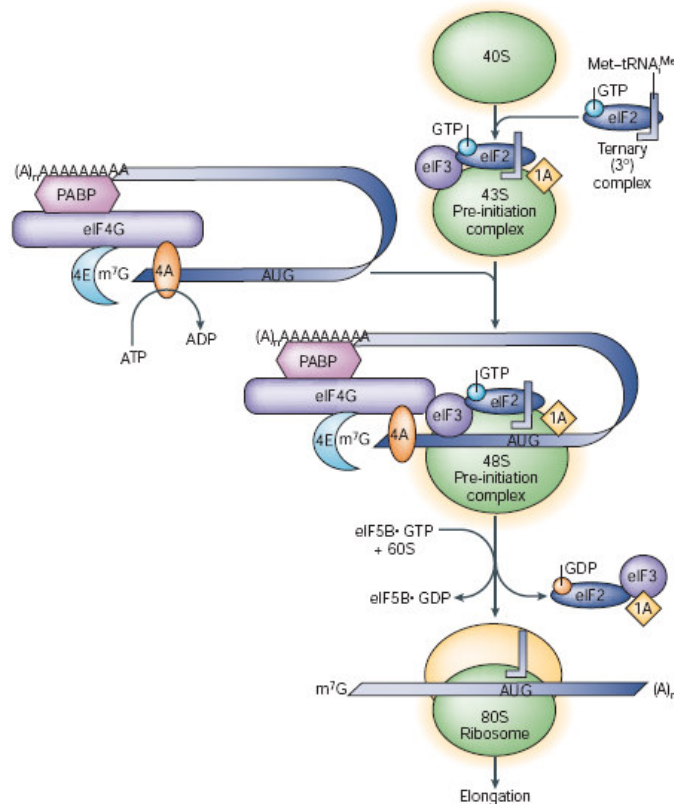 40S
Met–tRNAᵢᴹᵉ
GTP
eIF2
Ternary
(3°)
complex
GTP
eIF2
eIF3
1A
43S
Pre-initiation
complex
(A)ₙAAAAAAAAA
PABP
eIF4G
4E
m⁷G
4A
AUG
ATP
ADP
(A)ₙAAAAAAAAA
PABP
eIF4G
4E
m⁷G
4A
eIF3
GTP
eIF2
1A
AUG
48S
Pre-initiation
complex
eIF5B• GTP
+ 60S
eIF5B• GDP
GDP
eIF2
eIF3
1A
m⁷G
AUG
(A)ₙ
80S
Ribosome
Elongation